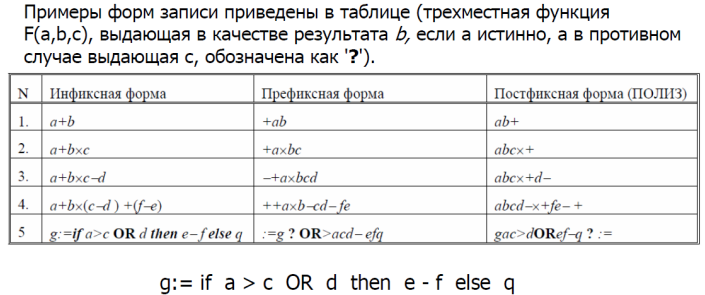 Примеры форм записи приведены в таблице (трехместная функция
F(a,b,c), выдающая в качестве результата b, если a истинно, а в противном
случае выдающая c, обозначена как '?').
N Инфиксная форма Префиксная форма Постфиксная форма (ПОЛИЗ)
1. a+b +ab ab+
2. a+b×c +a×bc abc×+
3. a+b×c–d –+a×bcd abc×+d–
4. a+b×(c–d ) +(f–e) ++a×b–cd–fe abcd–×+fe– +
5 g:=if a>c OR d then e–f else q :=g ? OR>acd– efq gac>dORef–q ? :=
g:= if a > c OR d then e - f else q